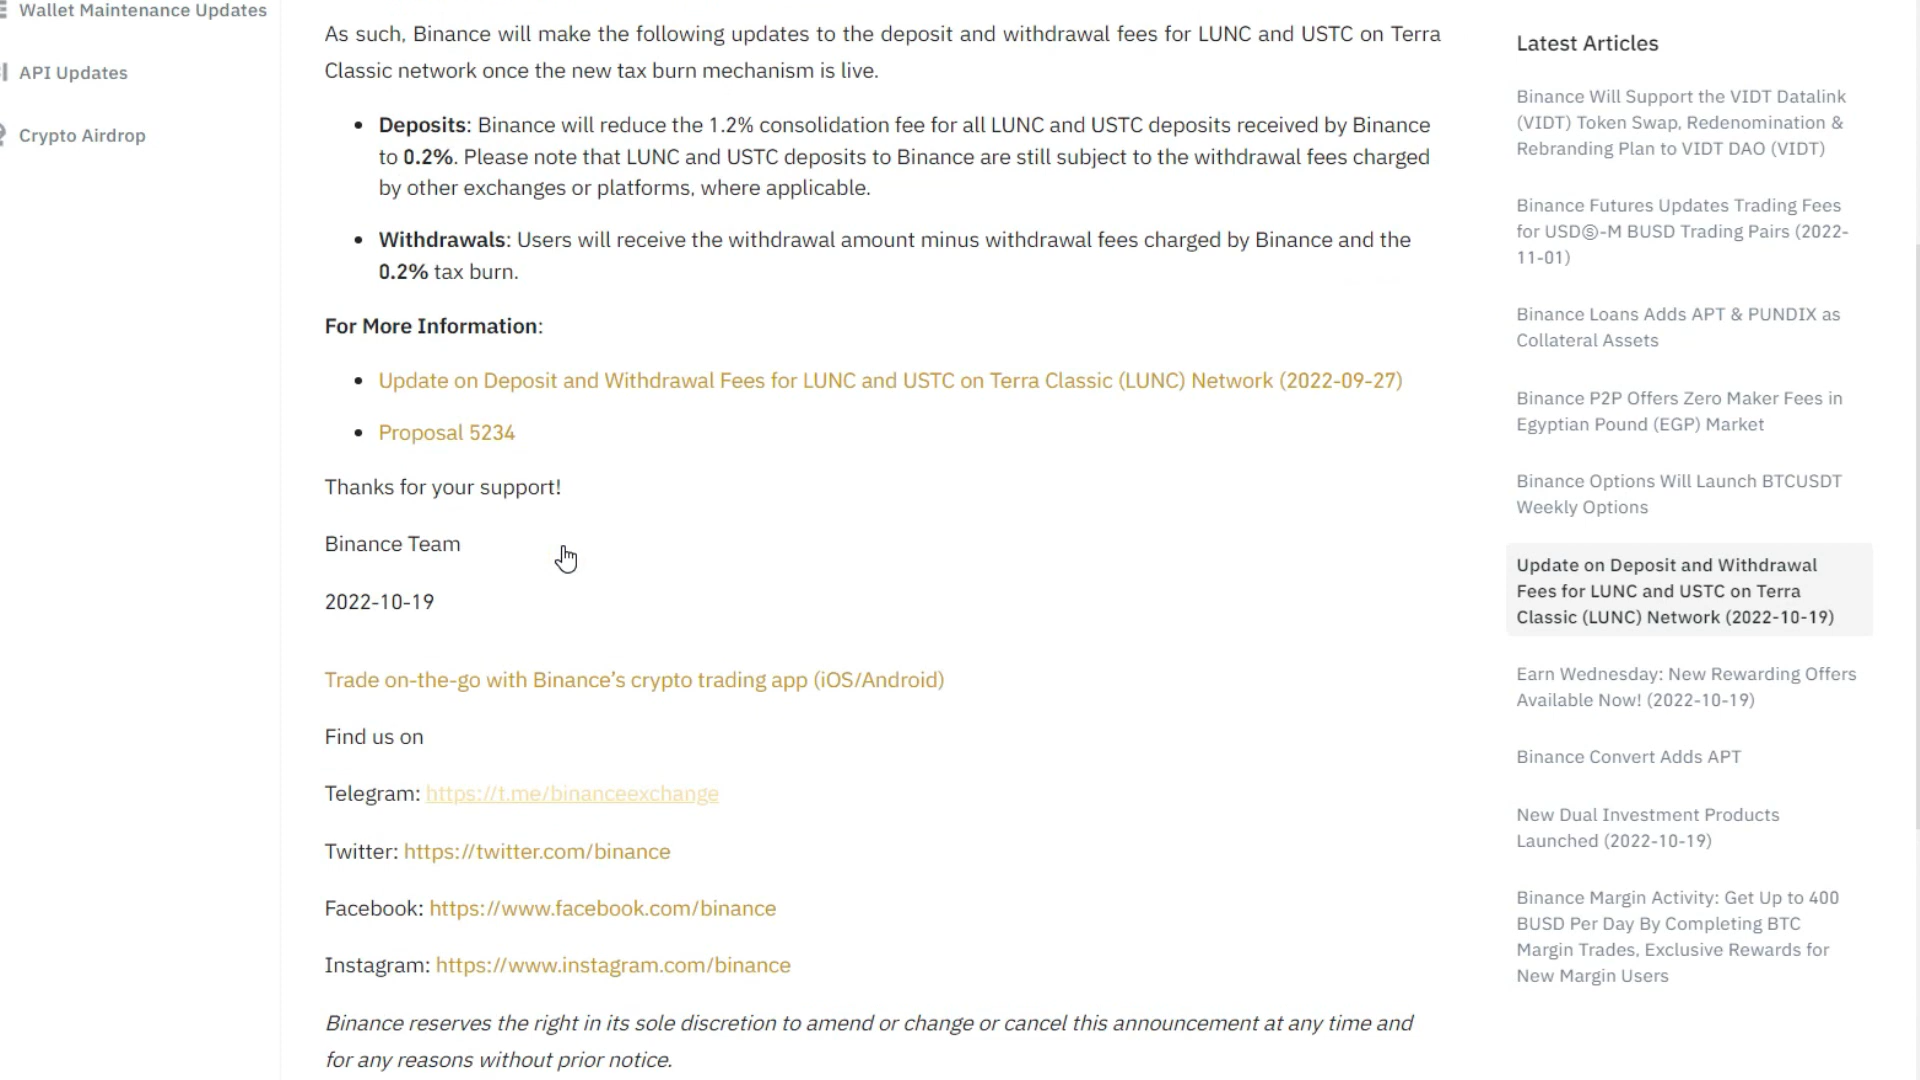 Wallet Maintenance Updates
API Updates
Crypto Airdrop
As such, Binance will make the following updates to the deposit and withdrawal fees for LUNC and USTC on Terra
Classic network once the new tax burn mechanism is live.
• Deposits: Binance will reduce the 1.2% consolidation fee for all LUNC and USTC deposits received by Binance
to 0.2%. Please note that LUNC and USTC deposits to Binance are still subject to the withdrawal fees charged
by other exchanges or platforms, where applicable.
• Withdrawals: Users will receive the withdrawal amount minus withdrawal fees charged by Binance and the
0.2% tax burn.
For More Information:
• Update on Deposit and Withdrawal Fees for LUNC and USTC on Terra Classic (LUNC) Network (2022-09-27)
• Proposal 5234
Thanks for your support!
Binance Team
2022-10-19
Trade on-the-go with Binance’s crypto trading app (iOS/Android)
Find us on
Telegram: https://t.me/binanceexchange
Twitter: https://twitter.com/binance
Facebook: https://www.facebook.com/binance
Instagram: https://www.instagram.com/binance
Binance reserves the right in its sole discretion to amend or change or cancel this announcement at any time and
for any reasons without prior notice.
Latest Articles
Binance Will Support the VIDT Datalink
(VIDT) Token Swap, Redenomination &
Rebranding Plan to VIDT DAO (VIDT)
Binance Futures Updates Trading Fees
for USDⓈ-M BUSD Trading Pairs (2022-
11-01)
Binance Loans Adds APT & PUNDIX as
Collateral Assets
Binance P2P Offers Zero Maker Fees in
Egyptian Pound (EGP) Market
Binance Options Will Launch BTCUSDT
Weekly Options
Update on Deposit and Withdrawal
Fees for LUNC and USTC on Terra
Classic (LUNC) Network (2022-10-19)
Earn Wednesday: New Rewarding Offers
Available Now! (2022-10-19)
Binance Convert Adds APT
New Dual Investment Products
Launched (2022-10-19)
Binance Margin Activity: Get Up to 400
BUSD Per Day By Completing BTC
Margin Trades, Exclusive Rewards for
New Margin Users